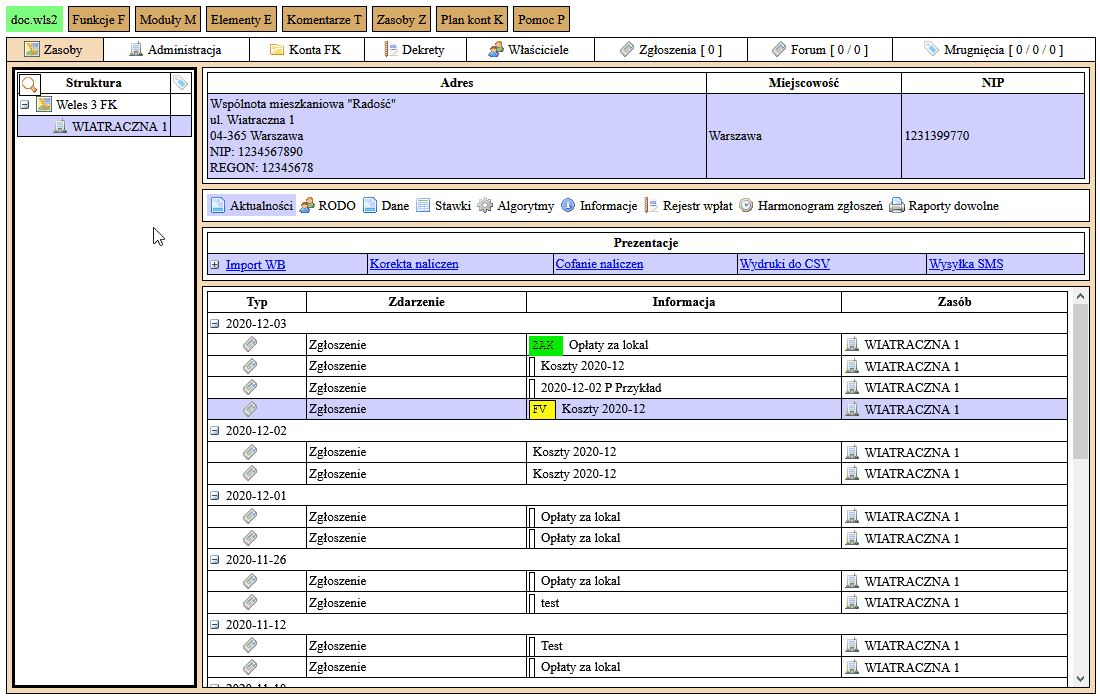 doc.wls2 Funkcje F Moduły M Elementy E Komentarze T Zasoby Z Plan kont K Pomoc P
Zasoby Administracja Konta FK Dekrety Właściciele Zgłoszenia [ 0 ] Forum [ 0 / 0 ] Mrugnięcia [ 0 / 0 / 0 ]
Struktura
Weles 3 FK
WIATRACZNA 1
Adres Miejscowość NIP
Wspólnota mieszkaniowa "Radość"
ul. Wiatraczna 1
04-365 Warszawa
NIP: 1234567890
REGON: 12345678
Warszawa
1231399770
Aktualności RODO Dane Stawki Algorytmy Informacje Rejestr wpłat Harmonogram zgłoszeń Raporty dowolne
Prezentacje
Import WB Korekta naliczen Cofanie naliczen Wydruki do CSV Wysyłka SMS
Typ Zdarzenie Informacja Zasób
2020-12-03
Zgłoszenie ZAK Opłaty za lokal WIATRACZNA 1
Zgłoszenie Koszty 2020-12 WIATRACZNA 1
Zgłoszenie 2020-12-02 P Przykład WIATRACZNA 1
Zgłoszenie FV Koszty 2020-12 WIATRACZNA 1
2020-12-02
Zgłoszenie Koszty 2020-12 WIATRACZNA 1
Zgłoszenie Koszty 2020-12 WIATRACZNA 1
2020-12-01
Zgłoszenie Opłaty za lokal WIATRACZNA 1
Zgłoszenie Opłaty za lokal WIATRACZNA 1
2020-11-26
Zgłoszenie Opłaty za lokal WIATRACZNA 1
Zgłoszenie test WIATRACZNA 1
2020-11-12
Zgłoszenie Test WIATRACZNA 1
Zgłoszenie Opłaty za lokal WIATRACZNA 1